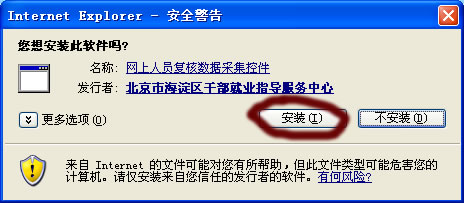 Internet Explorer - 安全警告
您想安装此软件吗?
名称: 网上人员复核数据采集控件
发行者: 北京市海淀区干部就业指导服务中心
更多选项(O) 安装(I) 不安装(D)
来自 Internet 的文件可能对您有所帮助,但此文件类型可能危害您的
计算机。请仅安装来自您信任的发行者的软件。有何风险?